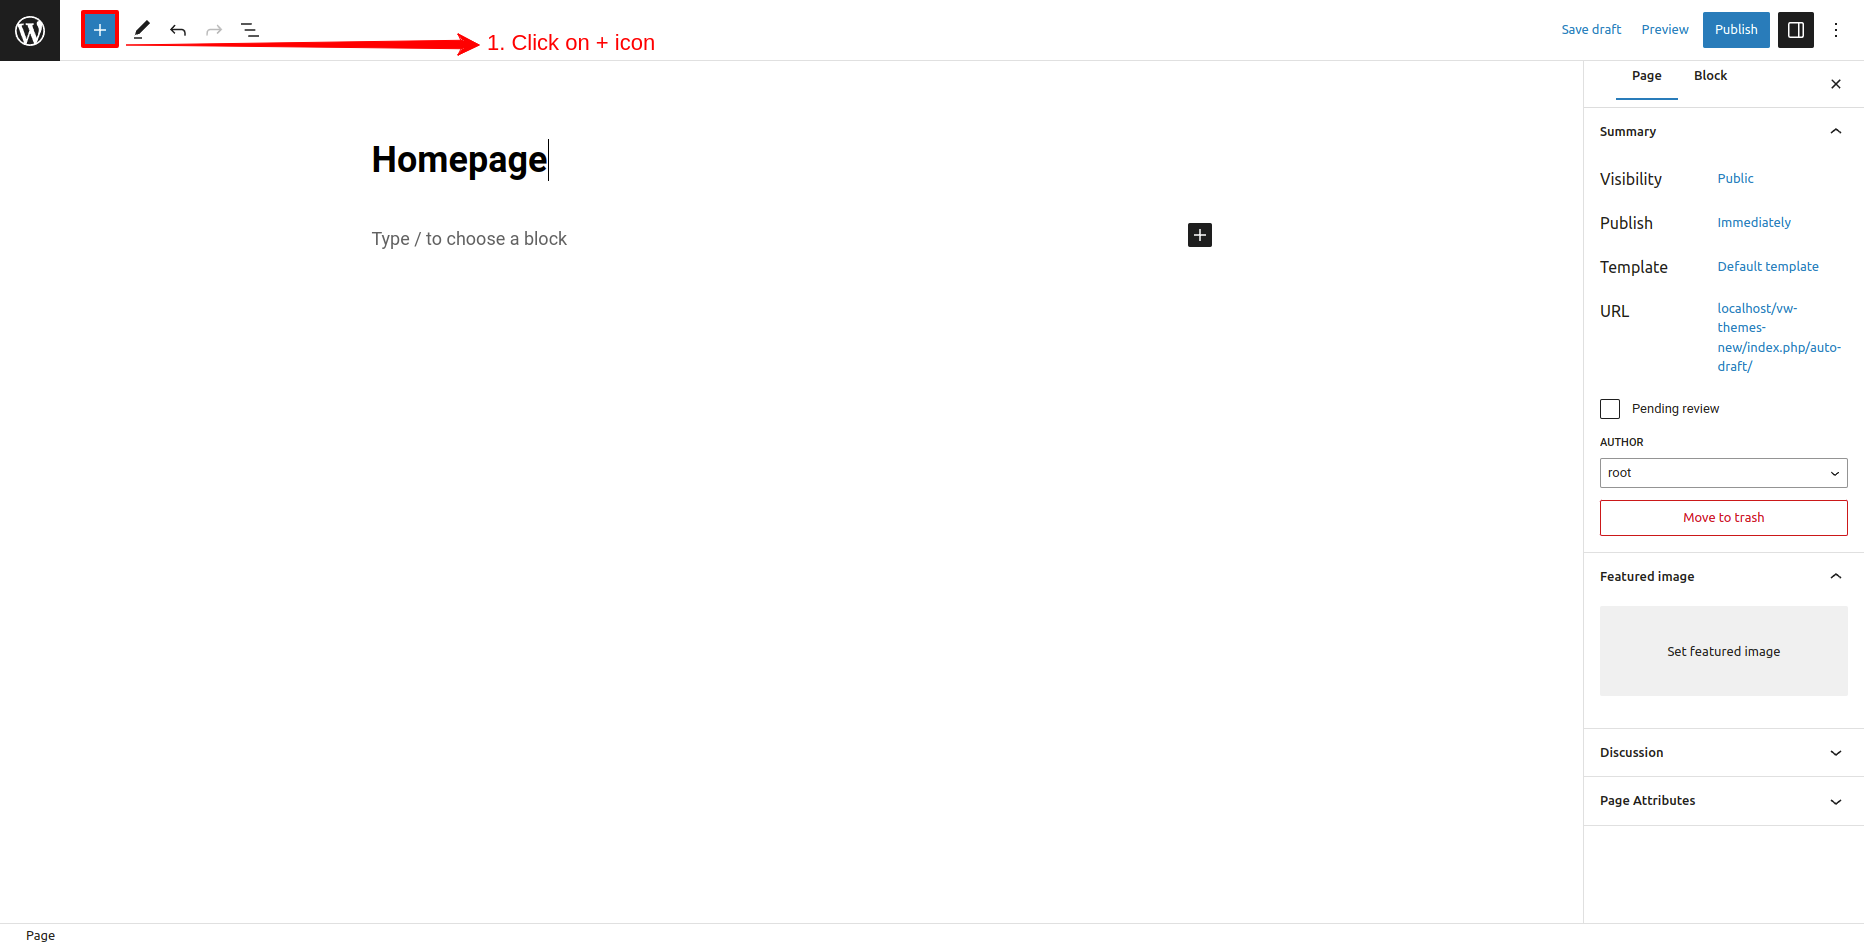 1. Click on + icon
Save draft
Preview
Publish
Page
Block
Homepage
Type / to choose a block
Summary
Visibility
Public
Publish
Immediately
Template
Default template
URL
localhost/vw-
themes-
new/index.php/auto-
draft/
Pending review
AUTHOR
root
Move to trash
Featured image
Set featured image
Discussion
Page Attributes
Page